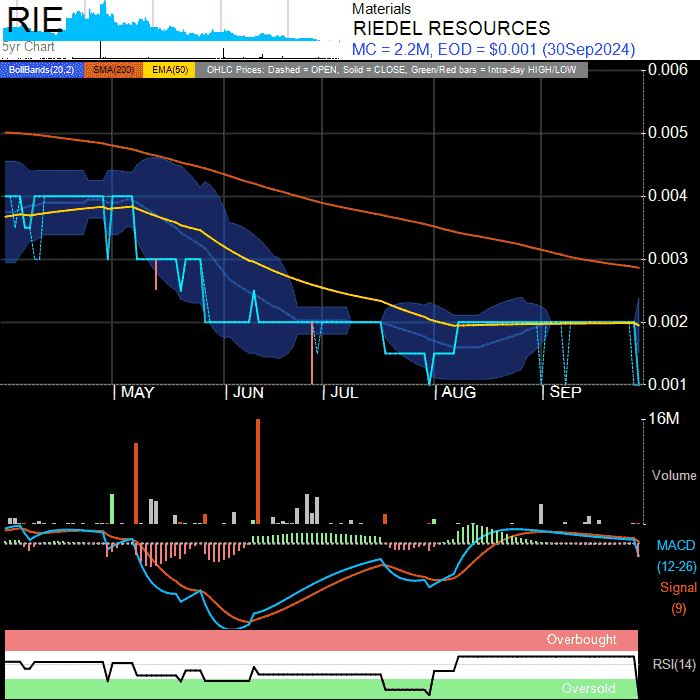 RIE
5yr Chart
Materials
RIEDEL RESOURCES
MC = 2.2M, EOD = $0.001 (30Sep2024)
BollBands(20,2) SMA(200) EMA(50) OHLC Prices: Dashed = OPEN, Solid = CLOSE, Green/Red bars = Intra-day HIGH/LOW
0.006
0.005
0.004
0.003
0.002
0.001
MAY JUN JUL AUG SEP
16M
Volume
MACD
(12-26)
Signal
(9)
Overbought
RSI(14)
Oversold